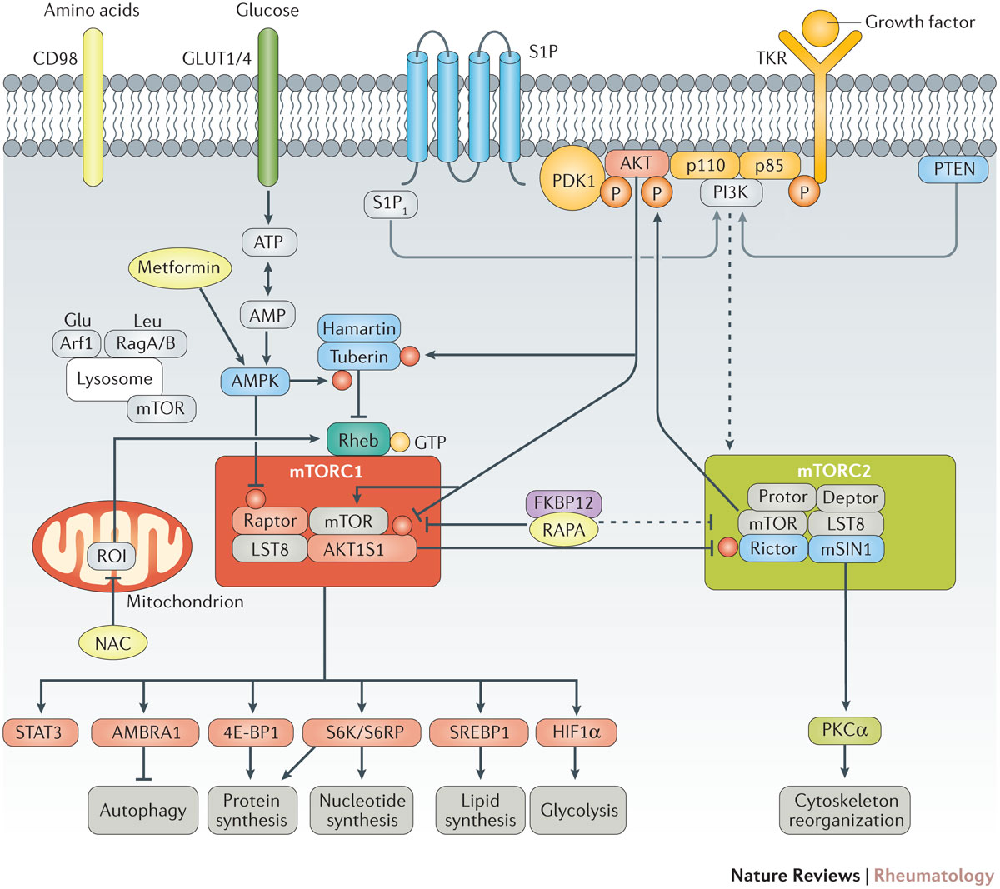 Amino acids
Glucose
Growth factor
CD98
GLUT1/4
S1P
TKR
PDK1
AKT
p110
p85
PTEN
P
P
PI3K
P
S1P1
ATP
Metformin
AMP
Glu
Leu
Arf1
RagA/B
Lysosome
mTOR
Hamartin
Tuberin
AMPK
Rheb
GTP
mTORC1
Raptor
mTOR
LST8
AKT1S1
FKBP12
RAPA
mTORC2
Protor
Deptor
mTOR
LST8
Rictor
mSIN1
ROI
Mitochondrion
NAC
STAT3
AMBRA1
4E-BP1
S6K/S6RP
SREBP1
HIF1α
PKCα
Autophagy
Protein
synthesis
Nucleotide
synthesis
Lipid
synthesis
Glycolysis
Cytoskeleton
reorganization
Nature Reviews | Rheumatology